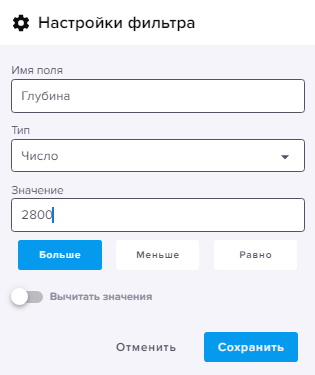 Настройки фильтра
Имя поля
Глубина
Тип
Число
Значение
2800
Больше Меньше Равно
Вычитать значения
Отменить Сохранить